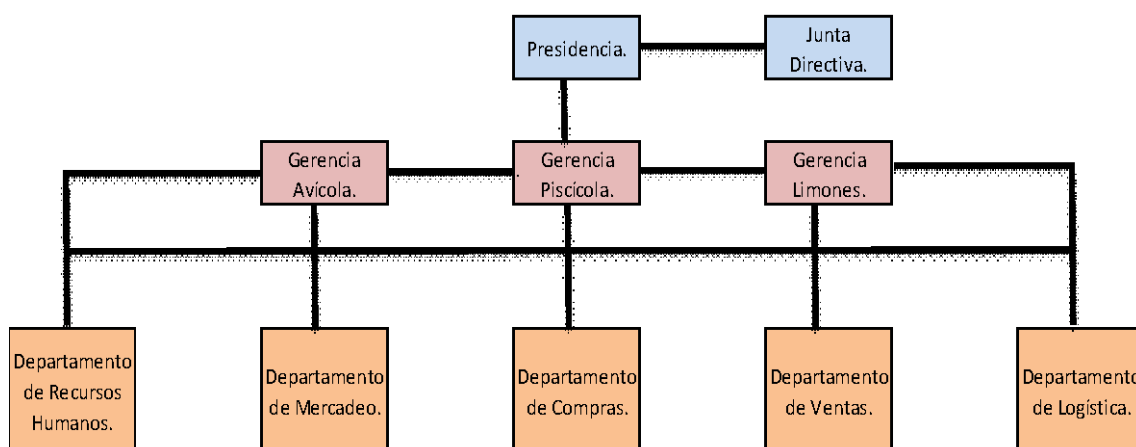 Presidencia.
Junta
Directiva.
Gerencia
Avícola.
Gerencia
Piscícola.
Gerencia
Limones.
Departamento
de Recursos
Humanos.
Departamento
de Mercadeo.
Departamento
de Compras.
Departamento
de Ventas.
Departamento
de Logística.